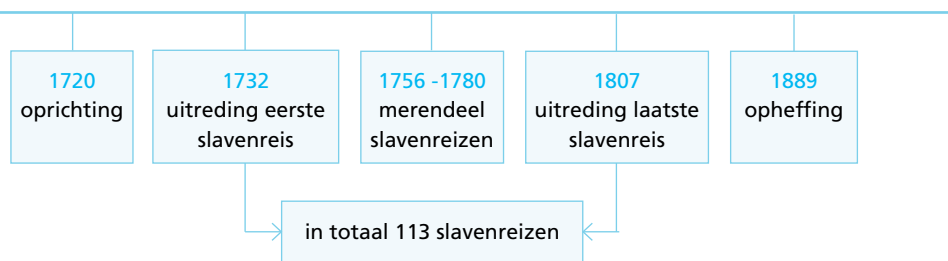 1720
oprichting
1732
uitreding eerste
slavenreis
1756 -1780
merendeel
slavenreizen
1807
uitreding laatste
slavenreis
1889
opheffing
in totaal 113 slavenreizen